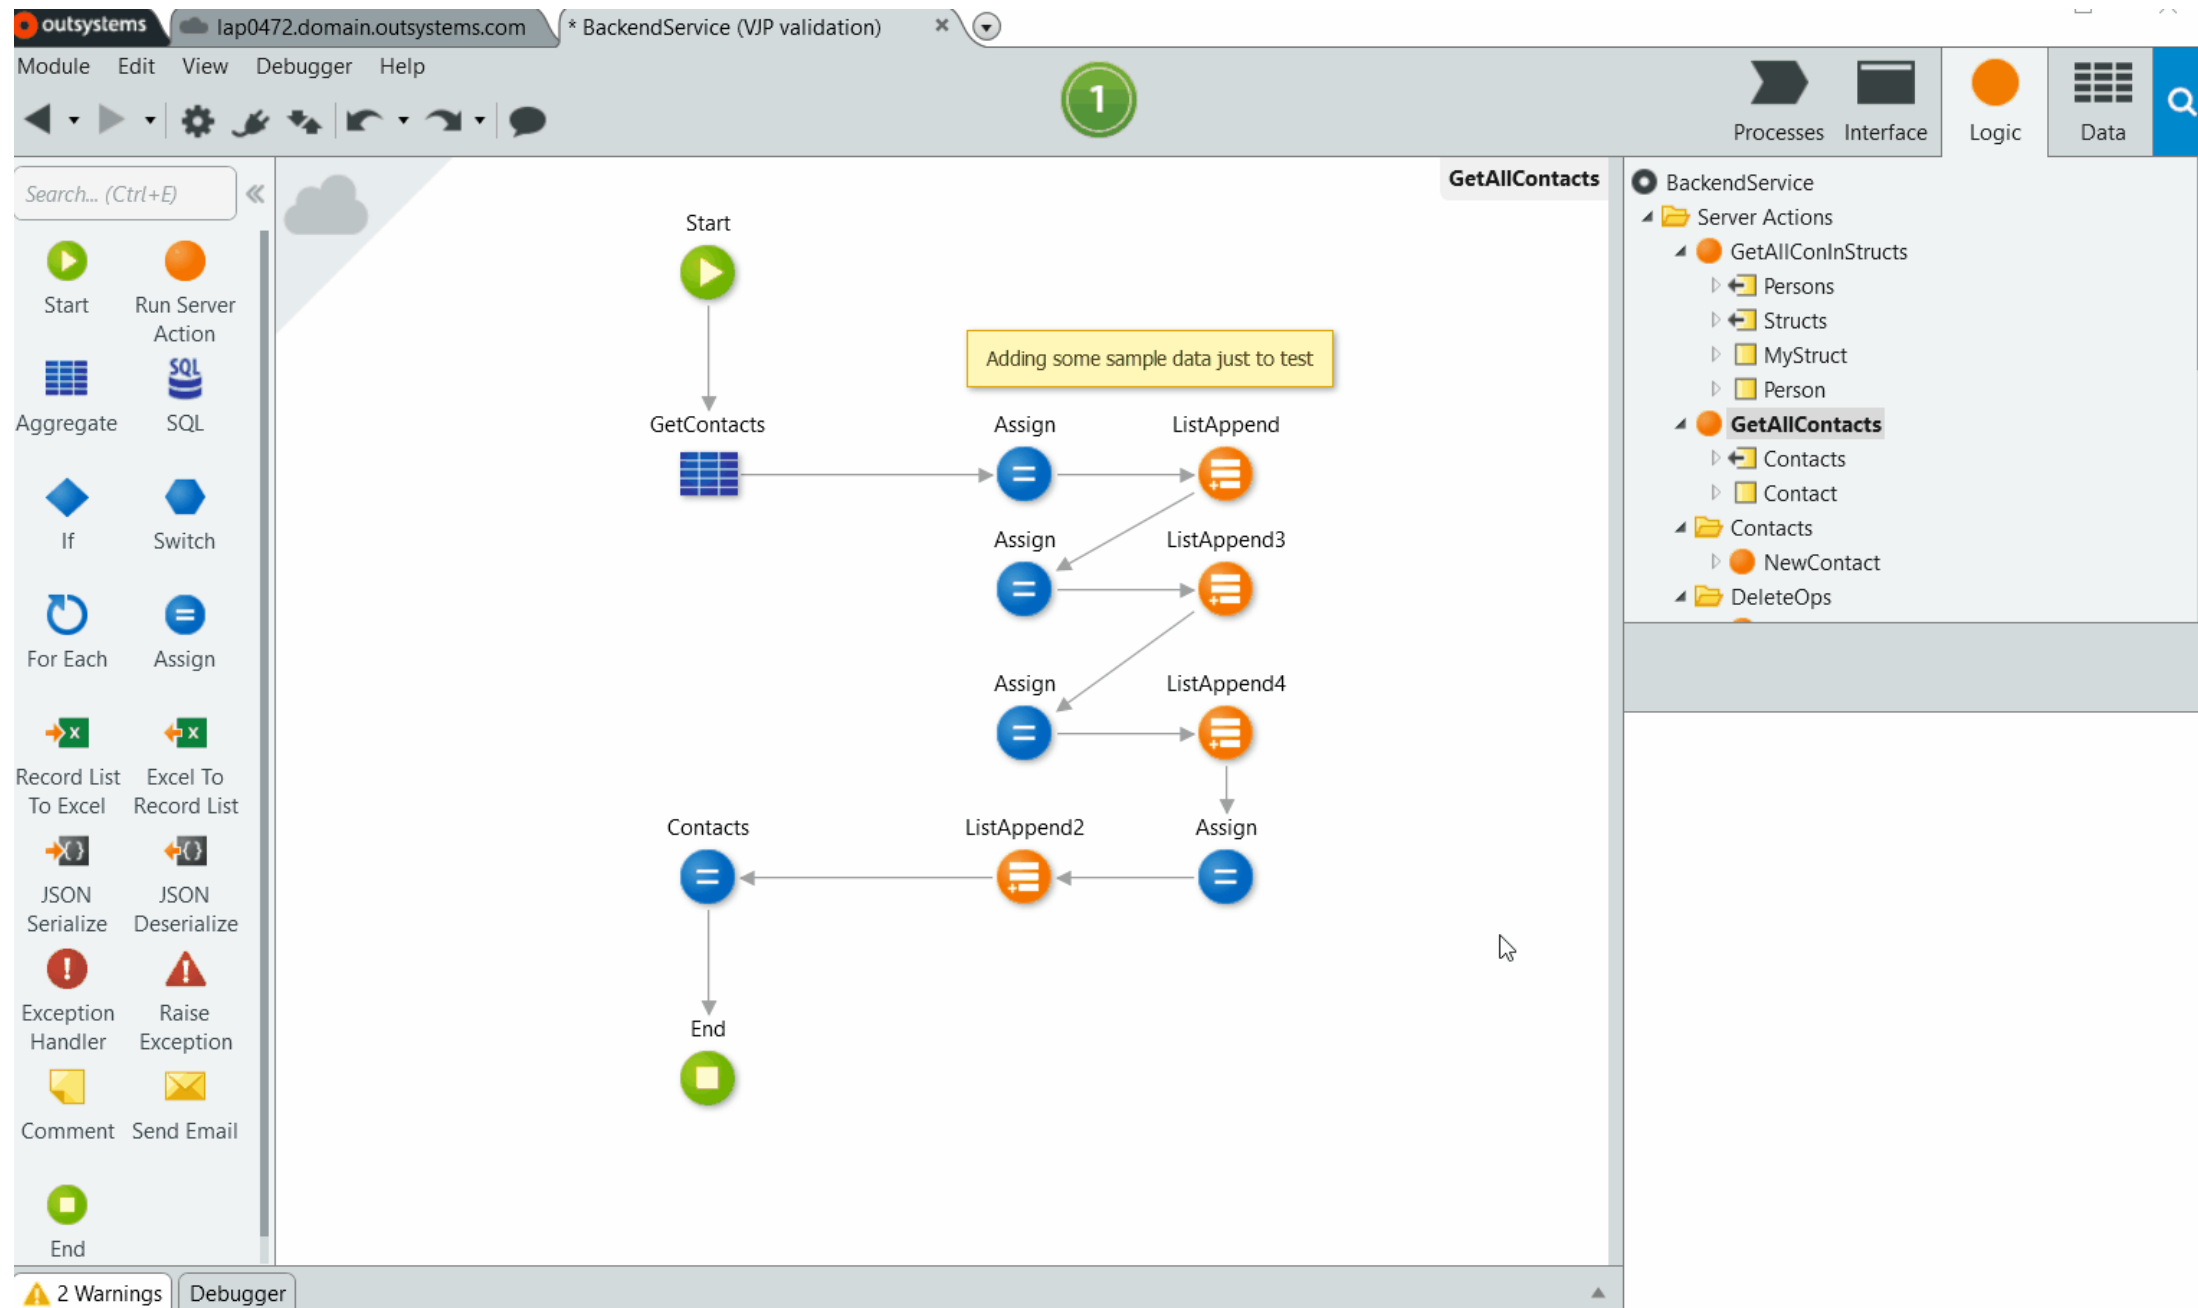 outsystems
lap0472.domain.outsystems.com
* BackendService (VJP validation)
Module Edit View Debugger Help
1
Processes Interface Logic Data
Search... (Ctrl+E)
Start
Run Server Action
Aggregate
SQL
SQL
If
Switch
For Each
Assign
Record List To Excel
Excel To Record List
JSON Serialize
JSON Deserialize
Exception Handler
Raise Exception
Comment
Send Email
End
GetAllContacts
Start
Adding some sample data just to test
GetContacts
Assign
ListAppend
Assign
ListAppend3
Assign
ListAppend4
Contacts
ListAppend2
Assign
End
BackendService
Server Actions
GetAllConInStructs
Persons
Structs
MyStruct
Person
GetAllContacts
Contacts
Contact
Contacts
NewContact
DeleteOps
2 Warnings
Debugger